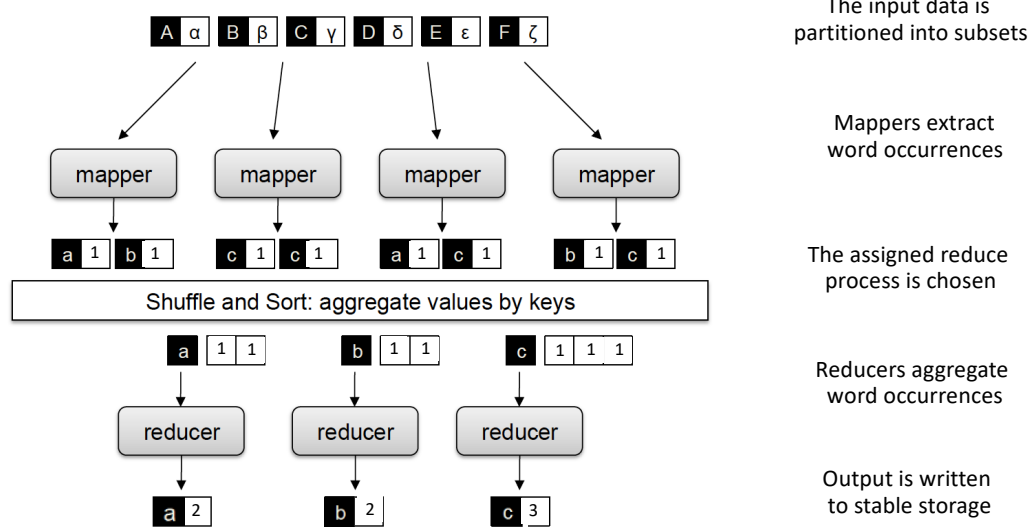 The input data is
partitioned into subsets
A α B β C γ D δ E ε F ζ
Mappers extract
word occurrences
mapper mapper mapper mapper
a 1 b 1 c 1 c 1 a 1 c 1 b 1 c 1
The assigned reduce
process is chosen
Shuffle and Sort: aggregate values by keys
a 1 1 b 1 1 c 1 1 1
Reducers aggregate
word occurrences
reducer reducer reducer
Output is written
to stable storage
a 2 b 2 c 3